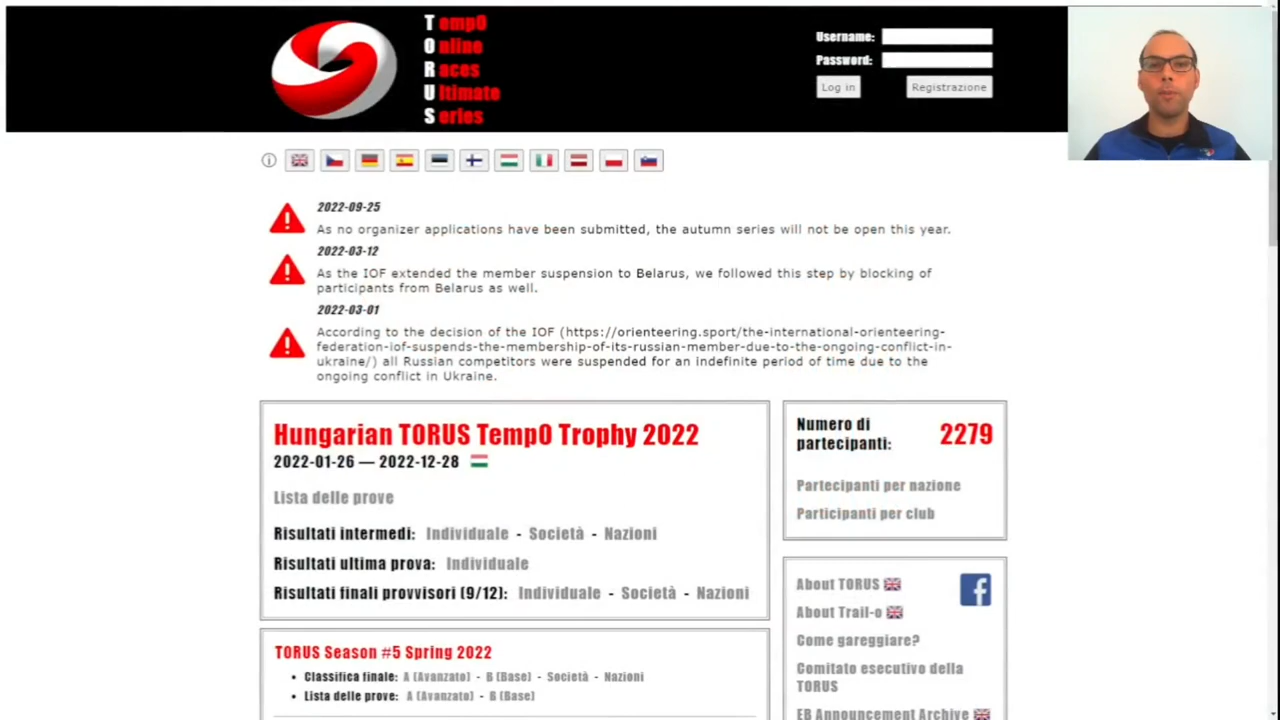 T empO
O nline
R aces
U ltimate
S eries
Username:
Password:
Log in
Registrazione
2022-09-25
As no organizer applications have been submitted, the autumn series will not be open this year.
2022-03-12
As the IOF extended the member suspension to Belarus, we followed this step by blocking of
participants from Belarus as well.
2022-03-01
According to the decision of the IOF (https://orienteering.sport/the-international-orienteering-
federation-iof-suspends-the-membership-of-its-russian-member-due-to-the-ongoing-conflict-in-
ukraine/) all Russian competitors were suspended for an indefinite period of time due to the
ongoing conflict in Ukraine.
Hungarian TORUS TempO Trophy 2022
2022-01-26 — 2022-12-28
Lista delle prove
Risultati intermedi: Individuale - Società - Nazioni
Risultati ultima prova: Individuale
Risultati finali provvisori (9/12): Individuale - Società - Nazioni
TORUS Season #5 Spring 2022
• Classifica finale: A (Avanzato) - B (Base) - Società - Nazioni
• Lista delle prove: A (Avanzato) - B (Base)
Numero di
partecipanti:
2279
Partecipanti per nazione
Participanti per club
About TORUS
About Trail-o
Come gareggiare?
Comitato esecutivo della
TORUS
EB Announcement Archive